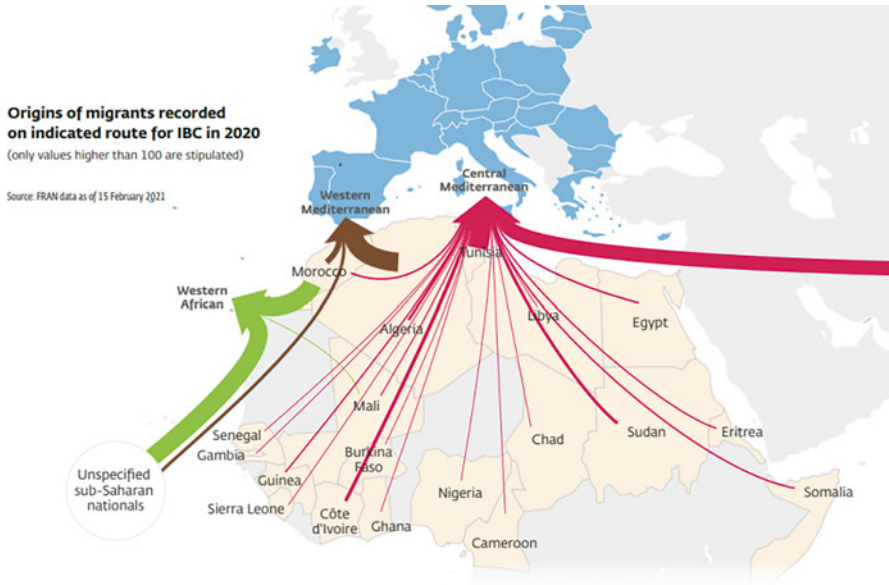 Origins of migrants recorded
on indicated route for IBC in 2020
(only values higher than 100 are stipulated)
Source: FRAN data as of 15 February 2021
Central
Mediterranean
Western
Mediterranean
Tunisia
Morocco
Western
African
Algeria
Libya
Egypt
Mali
Senegal
Gambia
Burkina
Faso
Chad
Sudan
Eritrea
Unspecified
sub-Saharan
nationals
Guinea
Nigeria
Somalia
Sierra Leone
Côte
d'Ivoire
Ghana
Cameroon